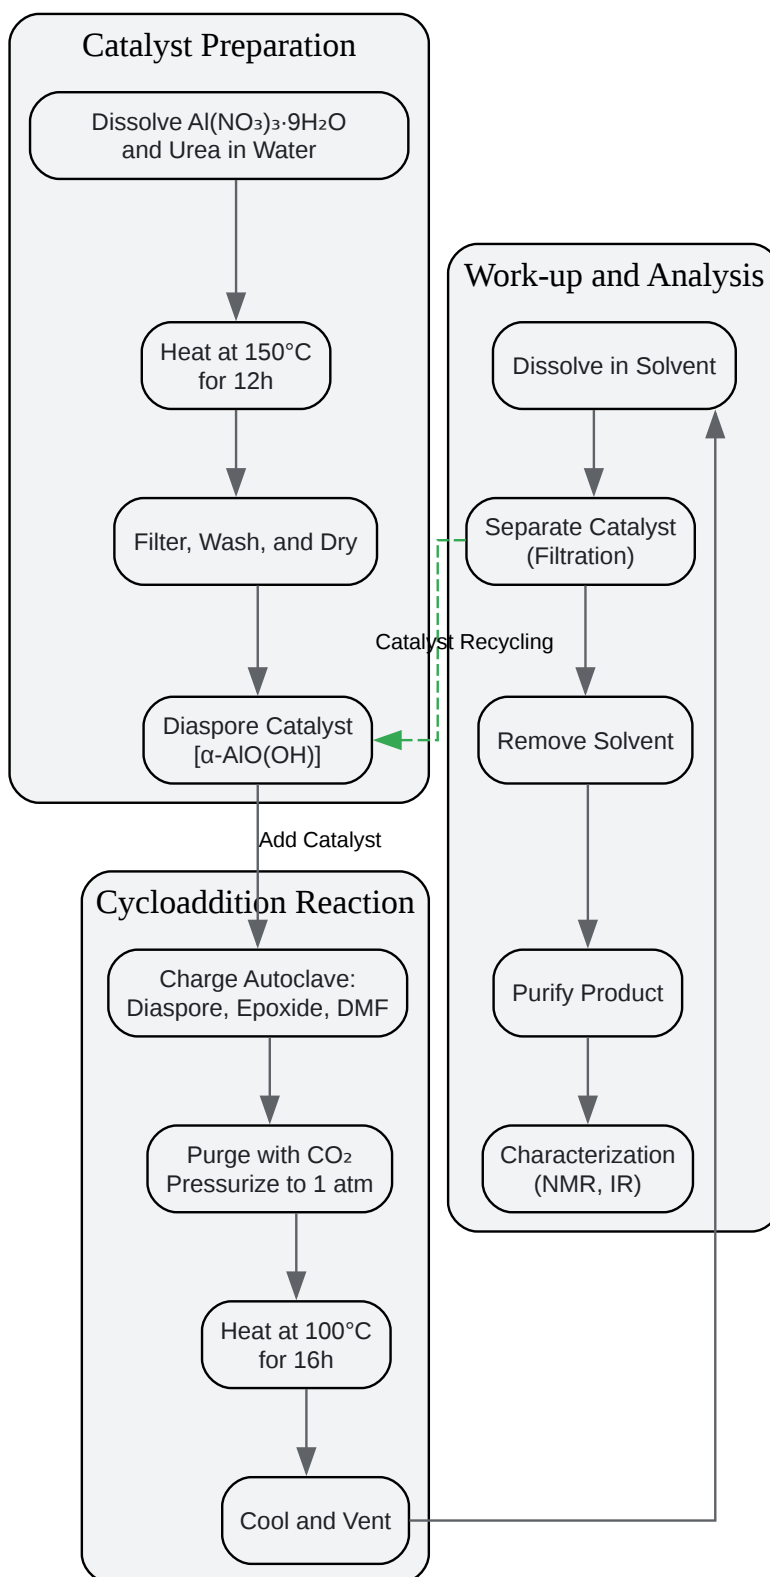 Catalyst Preparation
Dissolve Al(NO₃)₃·9H₂O
and Urea in Water
Heat at 150°C
for 12h
Filter, Wash, and Dry
Diaspore Catalyst
[α-AlO(OH)]
Add Catalyst
Cycloaddition Reaction
Charge Autoclave:
Diaspore, Epoxide, DMF
Purge with CO₂
Pressurize to 1 atm
Heat at 100°C
for 16h
Cool and Vent
Work-up and Analysis
Dissolve in Solvent
Separate Catalyst
(Filtration)
Catalyst Recycling
Remove Solvent
Purify Product
Characterization
(NMR, IR)